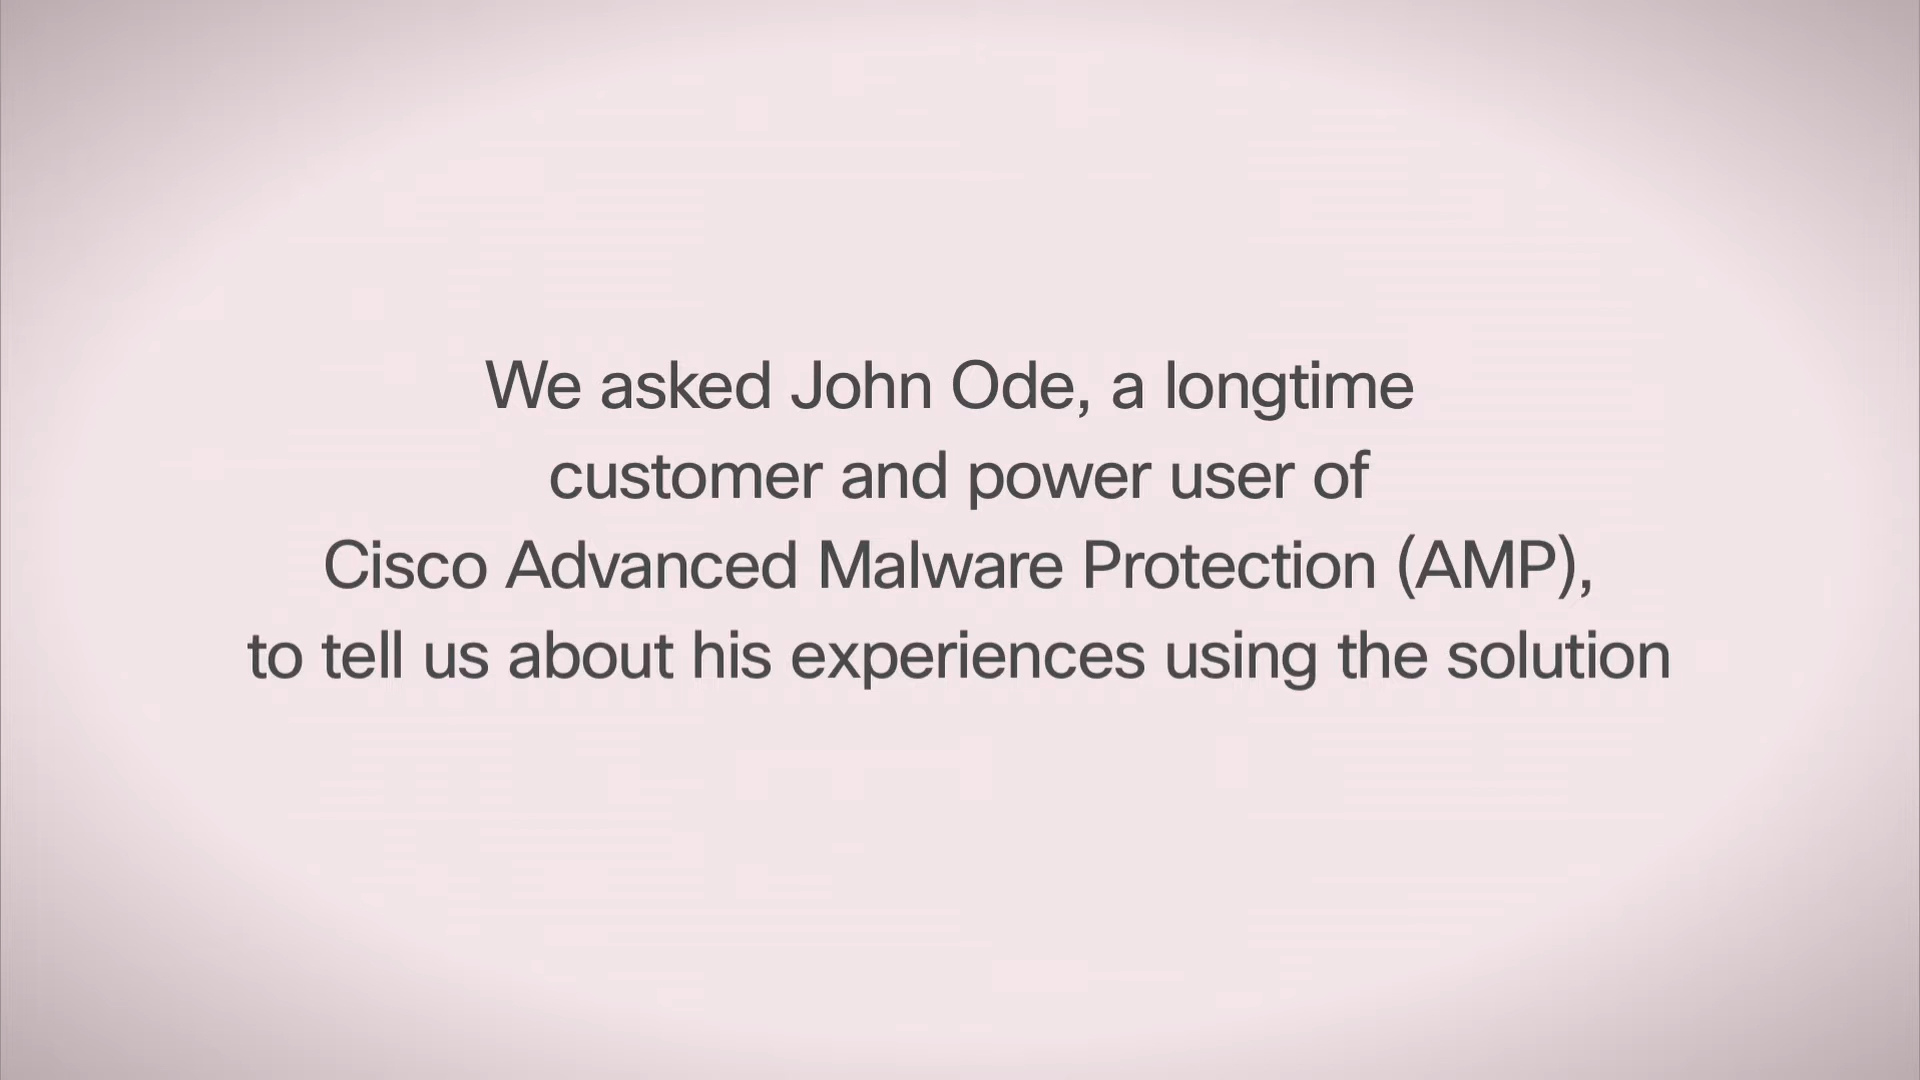 We asked John Ode, a longtime
customer and power user of
Cisco Advanced Malware Protection (AMP),
to tell us about his experiences using the solution